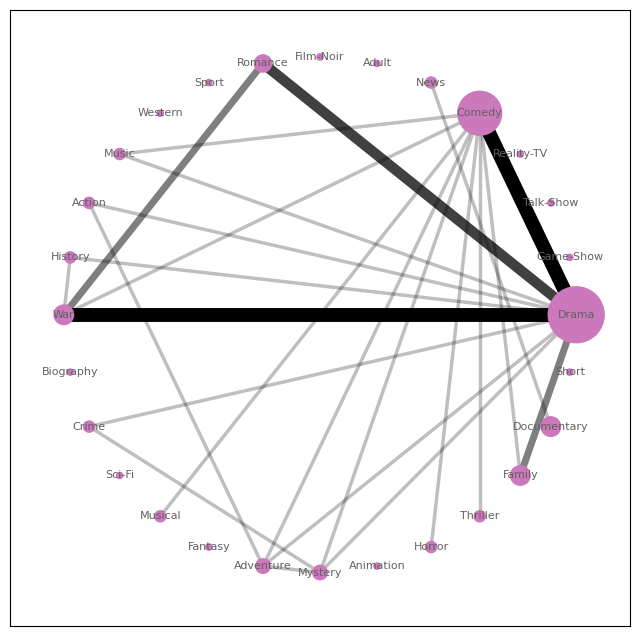 Film-Noir
Romance
Adult
Sport
News
Western
Comedy
Music
Reality-TV
Action
Talk-Show
History
Game-Show
War
Drama
Biography
Short
Crime
Documentary
Sci-Fi
Family
Musical
Thriller
Fantasy
Horror
Adventure
Animation
Mystery